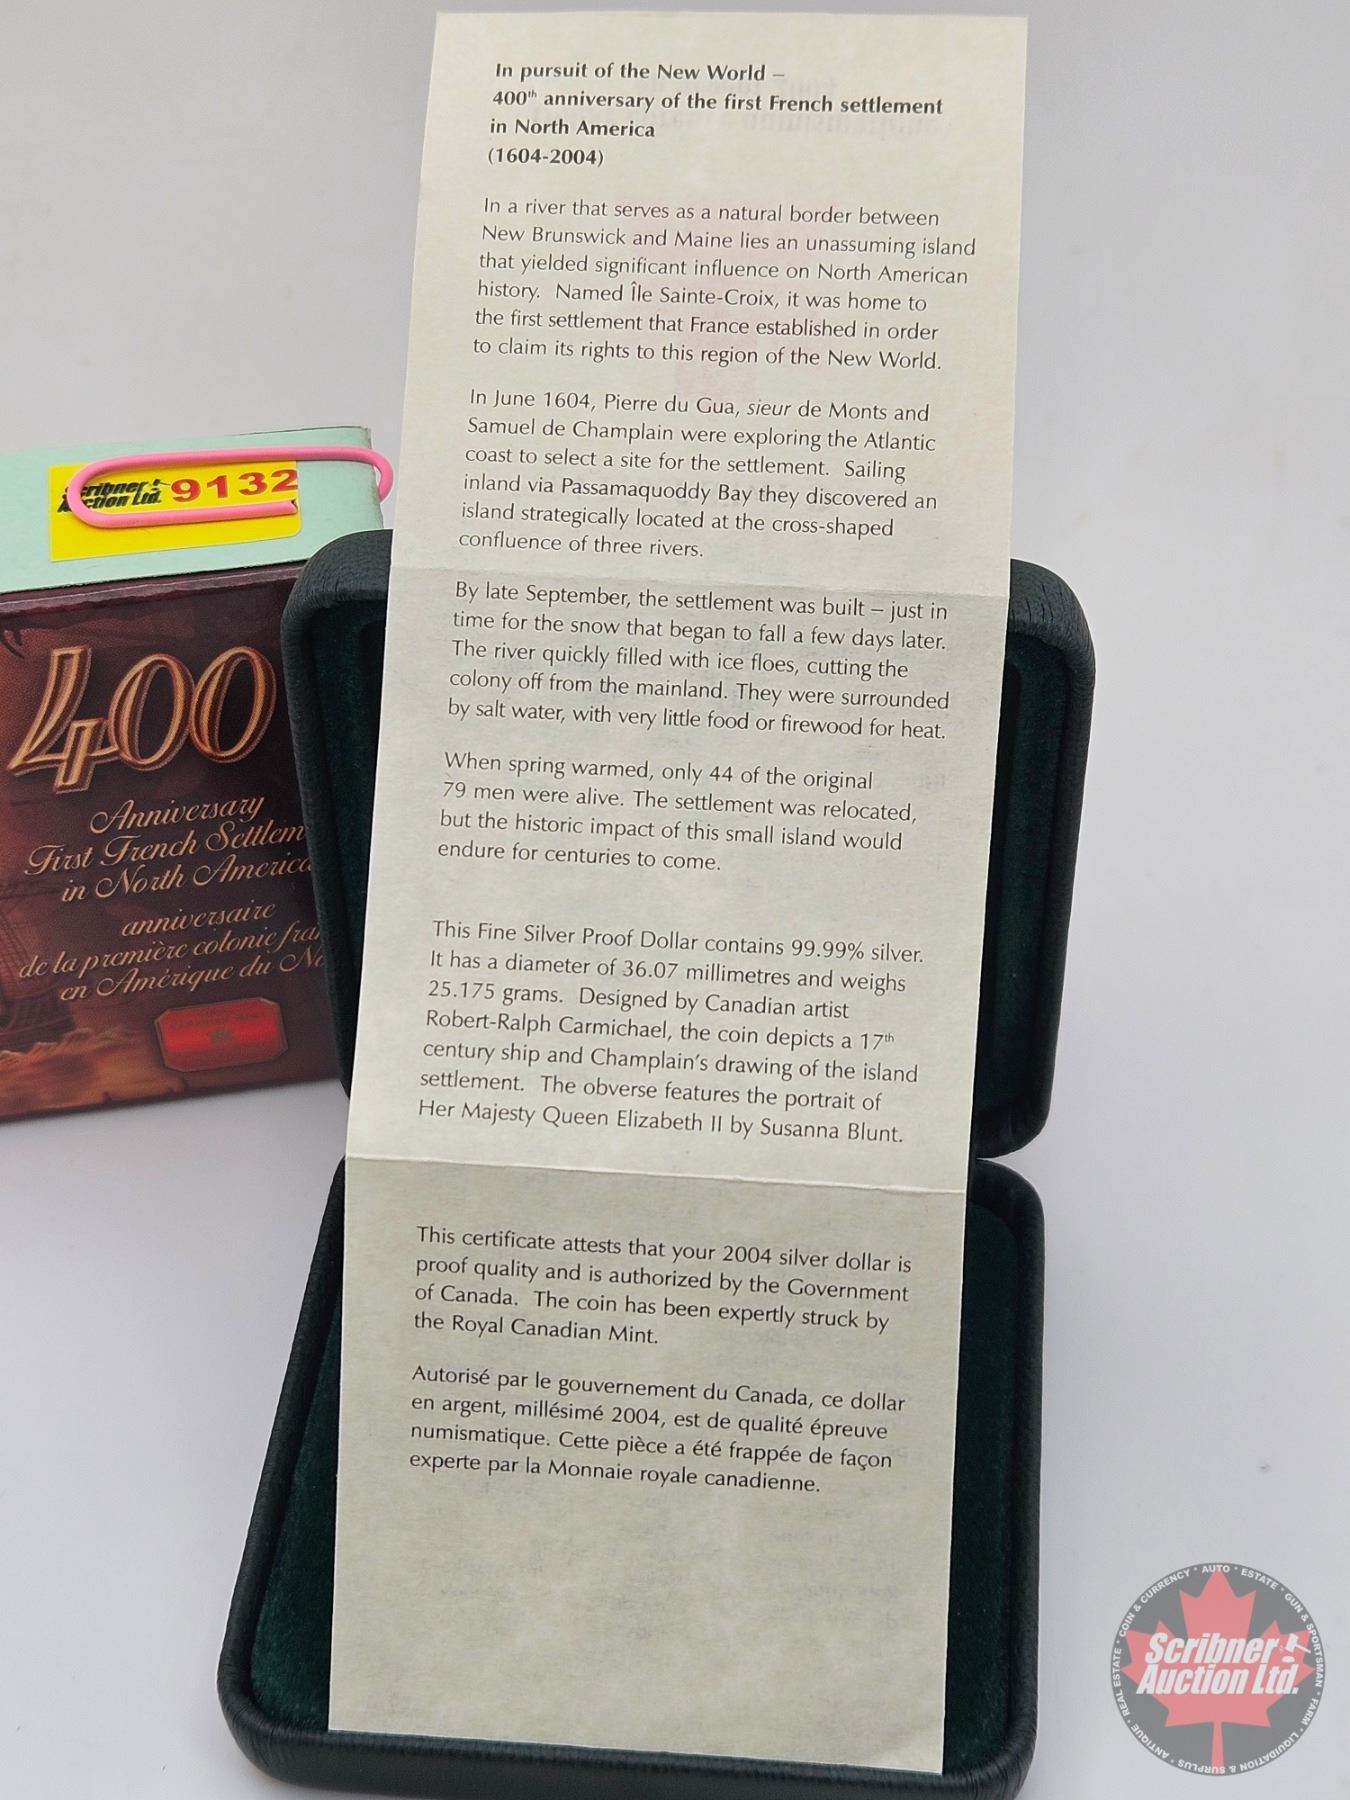 In pursuit of the New World –
400th anniversary of the first French settlement
in North America
(1604-2004)
In a river that serves as a natural border between
New Brunswick and Maine lies an unassuming island
that yielded significant influence on North American
history. Named Île Sainte-Croix, it was home to
the first settlement that France established in order
to claim its rights to this region of the New World.
In June 1604, Pierre du Gua, sieur de Monts and
Samuel de Champlain were exploring the Atlantic
coast to select a site for the settlement. Sailing
inland via Passamaquoddy Bay they discovered an
island strategically located at the cross-shaped
confluence of three rivers.
By late September, the settlement was built – just in
time for the snow that began to fall a few days later.
The river quickly filled with ice floes, cutting the
colony off from the mainland. They were surrounded
by salt water, with very little food or firewood for heat.
When spring warmed, only 44 of the original
79 men were alive. The settlement was relocated,
but the historic impact of this small island would
endure for centuries to come.
This Fine Silver Proof Dollar contains 99.99% silver.
It has a diameter of 36.07 millimetres and weighs
25.175 grams. Designed by Canadian artist
Robert-Ralph Carmichael, the coin depicts a 17th
century ship and Champlain's drawing of the island
settlement. The obverse features the portrait of
Her Majesty Queen Elizabeth II by Susanna Blunt.
This certificate attests that your 2004 silver dollar is
proof quality and is authorized by the Government
of Canada. The coin has been expertly struck by
the Royal Canadian Mint.
Autorisé par le gouvernement du Canada, ce dollar
en argent, millésimé 2004, est de qualité épreuve
numismatique. Cette pièce a été frappée de façon
experte par la Monnaie royale canadienne.
Scribner
Auction Ltd. 9132
400
Anniversary
First French Settlem
in North America
anniversaire
de la première colonie fra
en Amérique du No
Scribner
Auction Ltd.
COIN & CURRENCY · AUTO · ESTATE · GUN & SPORTSMAN · FARM · LIQUIDATION & SURPLUS · ANTIQUE · REAL ESTATE